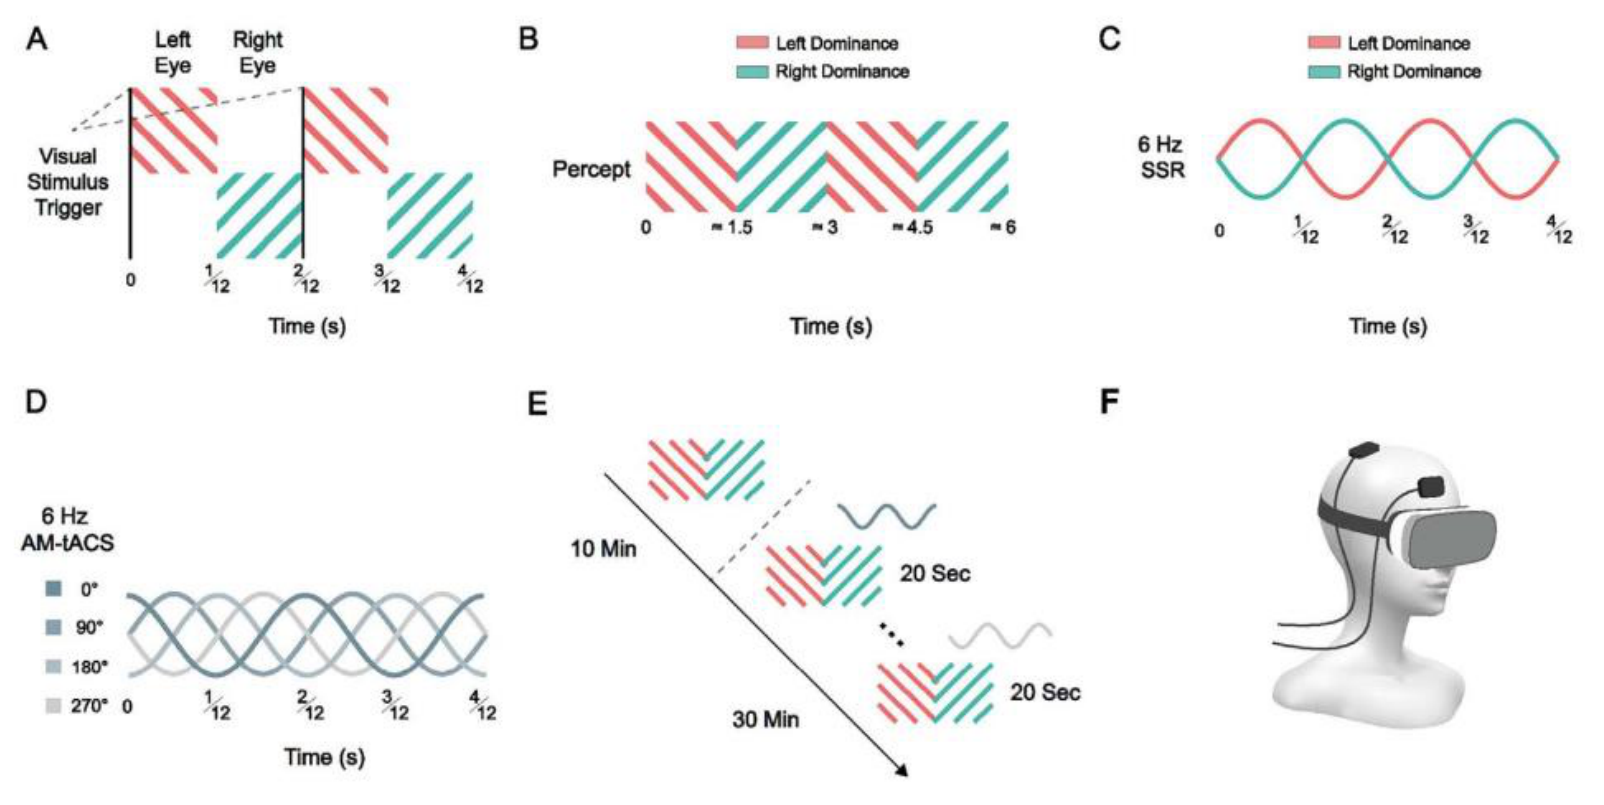 A
Left
Eye
Right
Eye
Visual
Stimulus
Trigger
0
1/12
2/12
3/12
4/12
Time (s)
B
Left Dominance
Right Dominance
Percept
0
≈ 1.5
≈ 3
≈ 4.5
≈ 6
Time (s)
C
Left Dominance
Right Dominance
6 Hz
SSR
0
1/12
2/12
3/12
4/12
Time (s)
D
6 Hz
AM-tACS
0°
90°
180°
270°
0
1/12
2/12
3/12
4/12
Time (s)
E
10 Min
20 Sec
20 Sec
30 Min
F